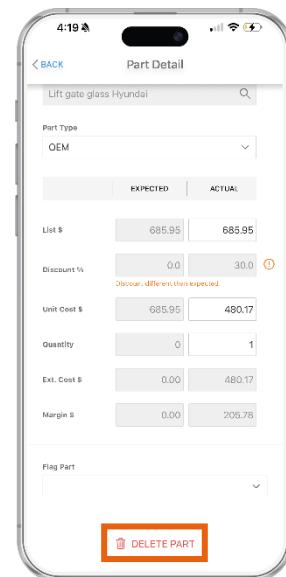 4:19
BACK
Part Detail
Lift gate glass Hyundai
Part Type
OEM
EXPECTED ACTUAL
List $ 685.95 685.95
Discount % 0.0 30.0
Discount different than expected.
Unit Cost $ 685.95 480.17
Quantity 0 1
Ext. Cost $ 0.00 480.17
Margin $ 0.00 205.78
Flag Part
DELETE PART